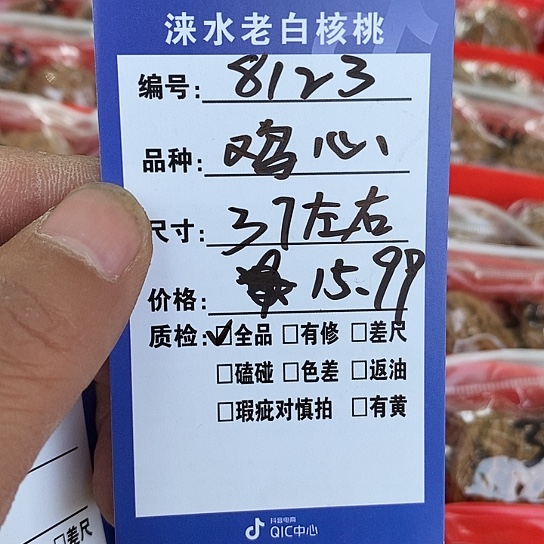 涞水老白核桃
编号: 8123
品种: 鸡心
尺寸: 37左右
价格: 15.99
质检: ☑全品 □有修 □差尺
□磕碰 □色差 □返油
□瑕疵对慎拍 □有黄
抖音电商
QIC中心
□差尺